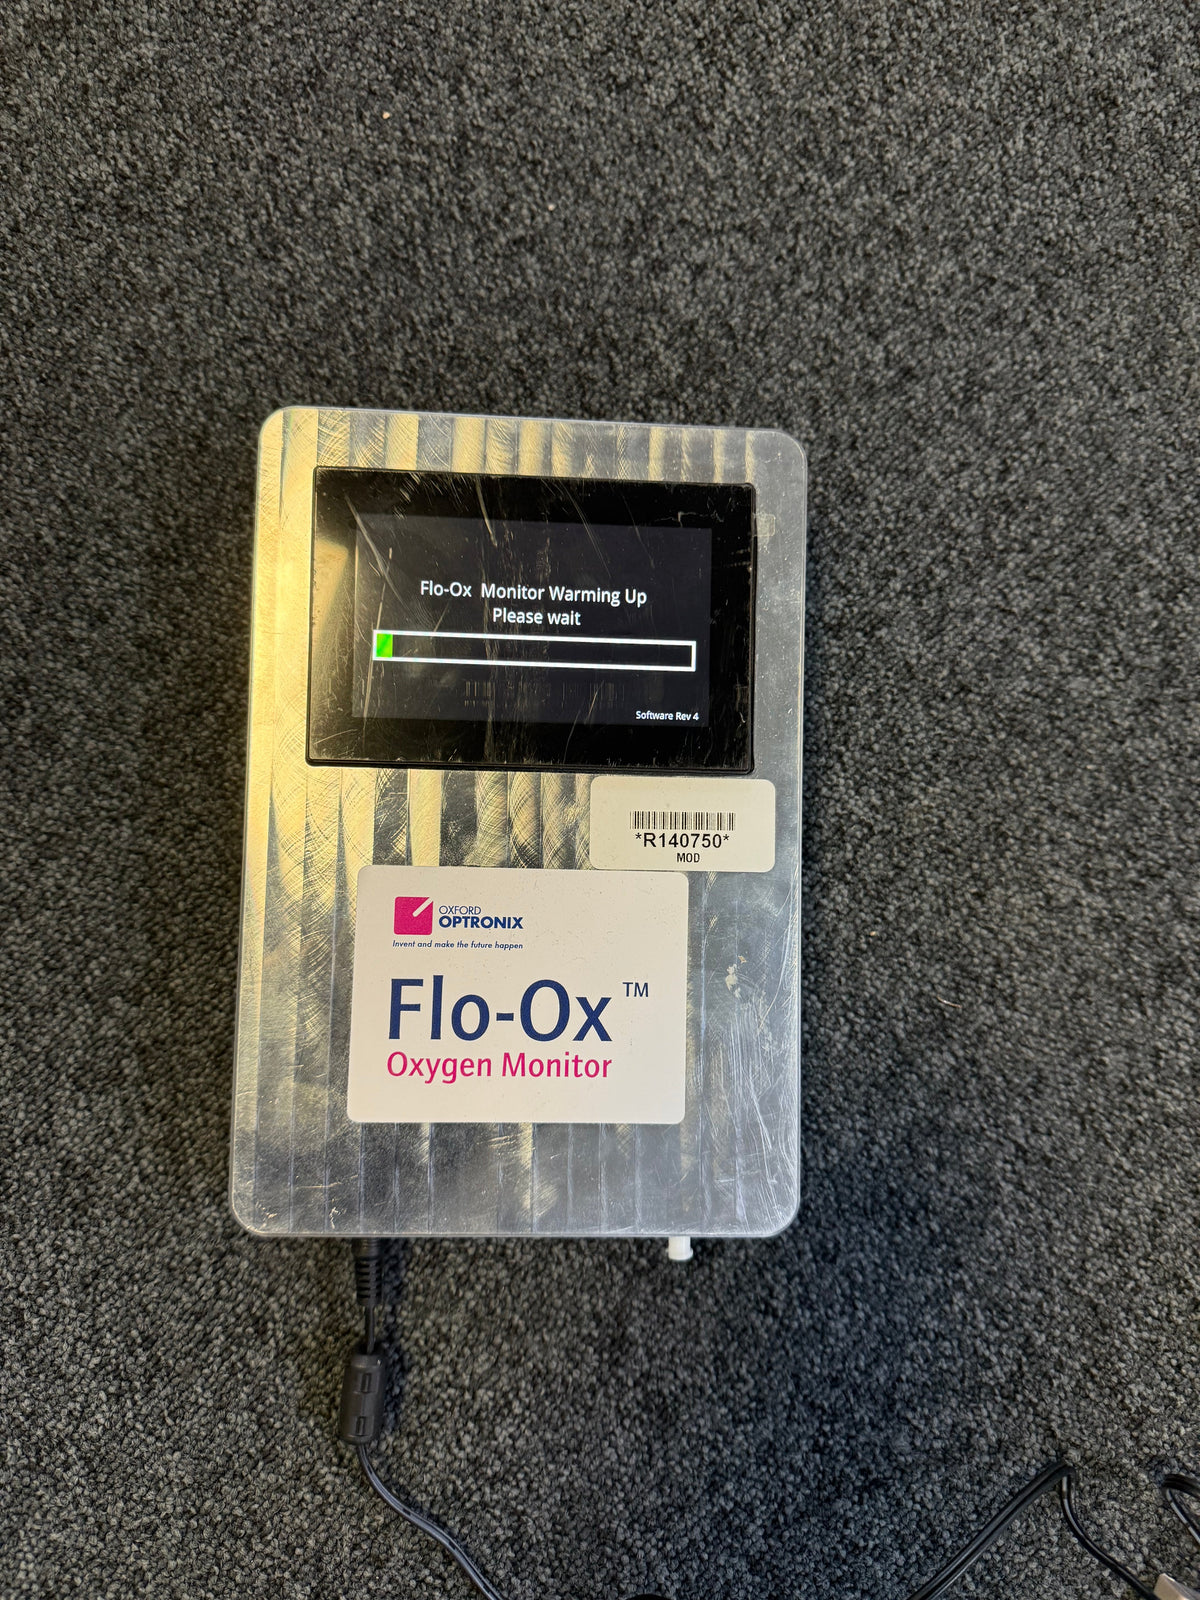 Flo-Ox Monitor Warming Up
Please wait
Software Rev 4
*R140750*
MOD
OXFORD
OPTRONIX
Invent and make the future happen
Flo-Ox™
Oxygen Monitor